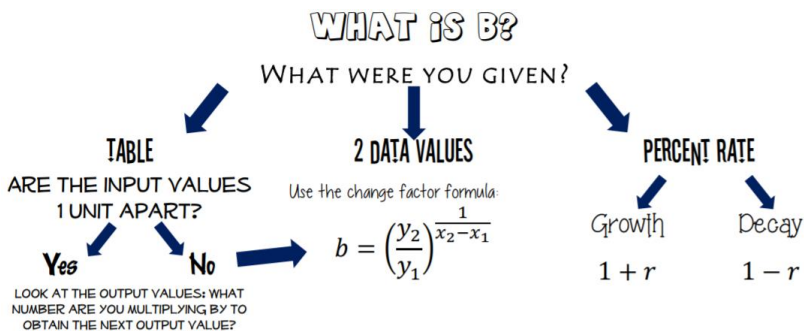 WHAT IS B?
WHAT WERE YOU GIVEN?
TABLE
ARE THE INPUT VALUES
1 UNIT APART?
Yes
No
LOOK AT THE OUTPUT VALUES: WHAT
NUMBER ARE YOU MULTIPLYING BY TO
OBTAIN THE NEXT OUTPUT VALUE?
2 DATA VALUES
Use the change factor formula:
b = (y₂/y₁)^(1/(x₂−x₁))
PERCENT RATE
Growth
1 + r
Decay
1 − r